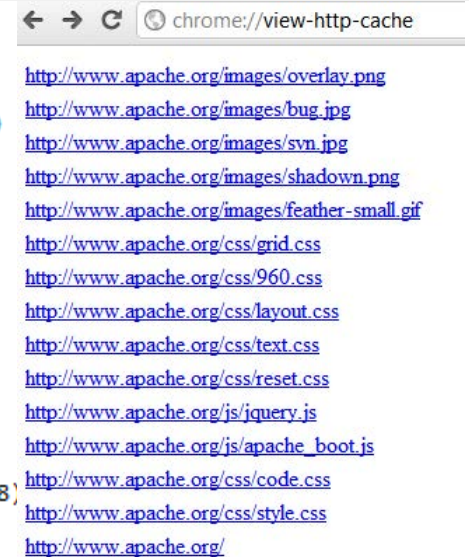 chrome://view-http-cache
http://www.apache.org/images/overlay.png
http://www.apache.org/images/bug.jpg
http://www.apache.org/images/svn.jpg
http://www.apache.org/images/shadown.png
http://www.apache.org/images/feather-small.gif
http://www.apache.org/css/grid.css
http://www.apache.org/css/960.css
http://www.apache.org/css/layout.css
http://www.apache.org/css/text.css
http://www.apache.org/css/reset.css
http://www.apache.org/js/jquery.js
http://www.apache.org/js/apache_boot.js
http://www.apache.org/css/code.css
8) http://www.apache.org/css/style.css
http://www.apache.org/